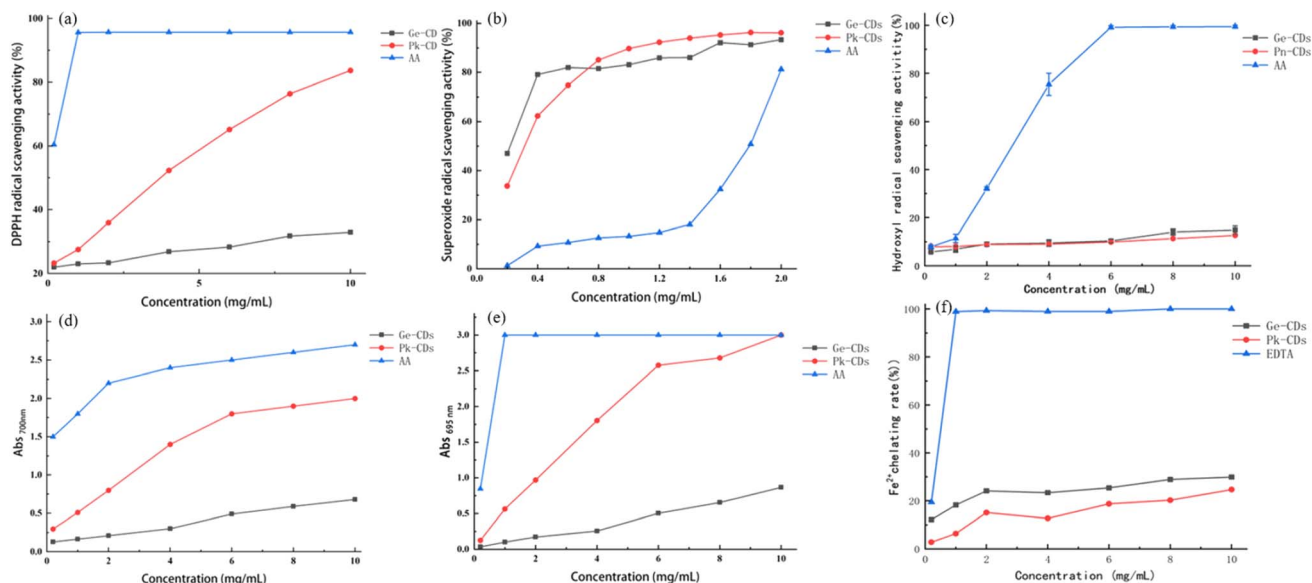 (a)
DPPH radical scavenging activity (%)
100
80
60
40
20
0
5
10
Concentration (mg/mL)
Ge-CD
Pk-CD
AA
(b)
Superoxide radical scavenging activity (%)
100
80
60
40
20
0
0.0
0.4
0.8
1.2
1.6
2.0
Concentration (mg/mL)
Ge-CDs
Pk-CDs
AA
(c)
Hydroxyl radical scavenging activitity(%)
100
80
60
40
20
0
0
2
4
6
8
10
Concentration (mg/mL)
Ge-CDs
Pn-CDs
AA
(d)
Abs 700nm
3.0
2.5
2.0
1.5
1.0
0.5
0.0
0
2
4
6
8
10
Concentration (mg/mL)
Ge-CDs
Pk-CDs
AA
(e)
Abs 695 nm
3.0
2.5
2.0
1.5
1.0
0.5
0.0
0
2
4
6
8
10
Concentration (mg/mL)
Ge-CDs
Pk-CDs
AA
(f)
Fe²⁺chelating rate(%))
100
80
60
40
20
0
0
2
4
6
8
10
Concentration (mg/mL)
Ge-CDs
Pk-CDs
EDTA